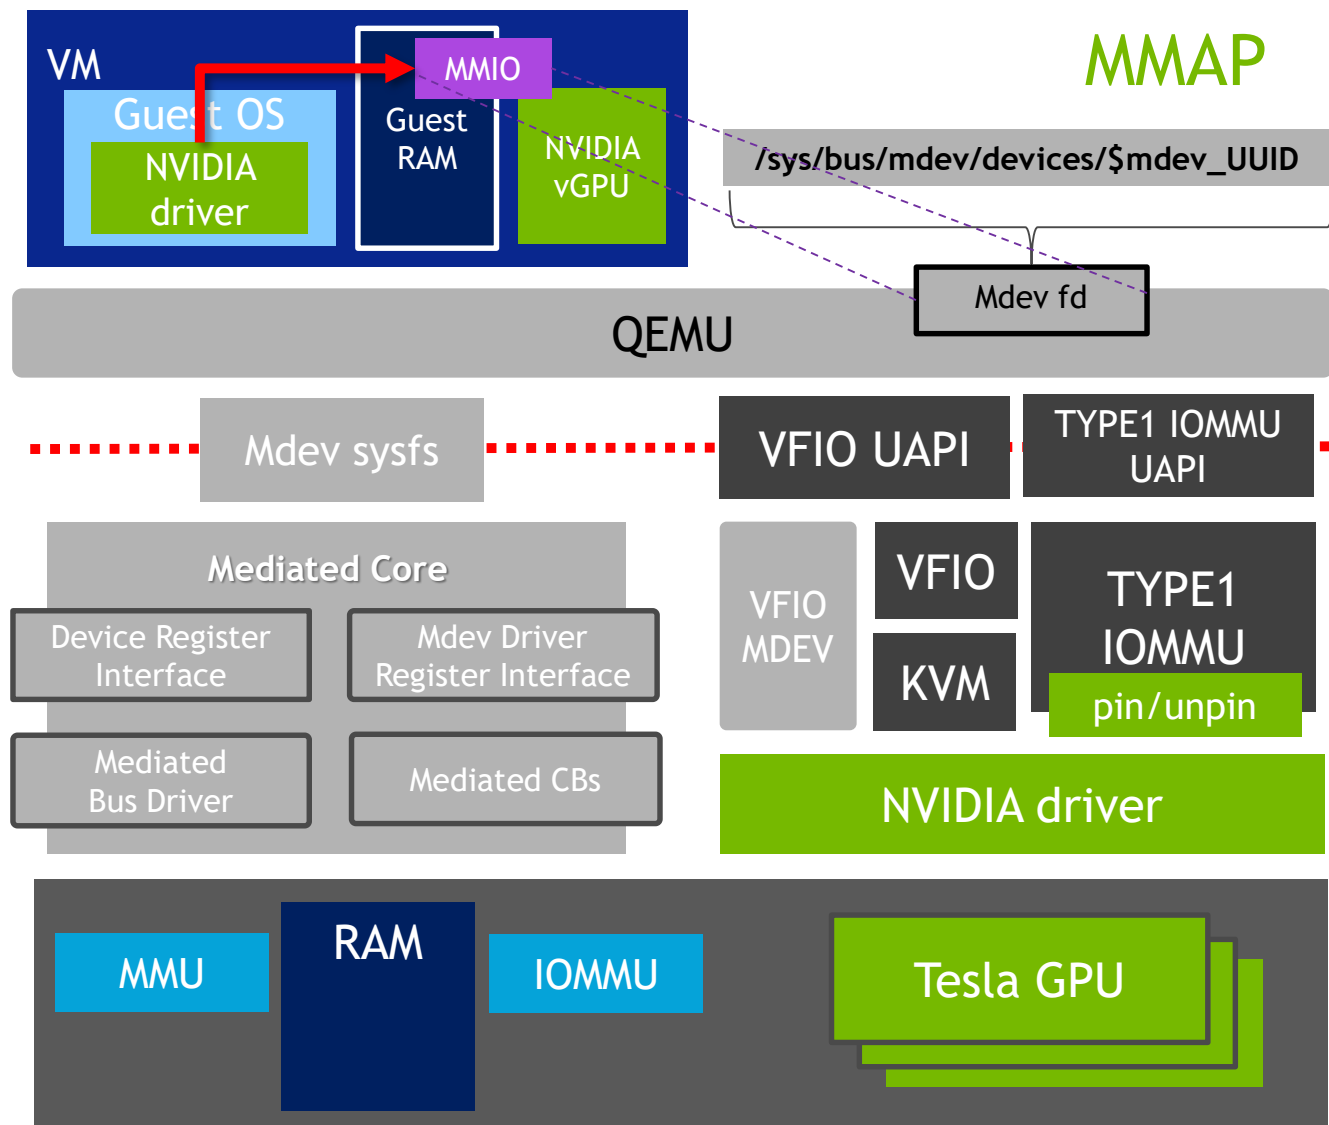 MMAP
VM
MMIO
Guest OS
Guest
RAM
NVIDIA
driver
NVIDIA
vGPU
/sys/bus/mdev/devices/$mdev_UUID
Mdev fd
QEMU
Mdev sysfs
VFIO UAPI
TYPE1 IOMMU
UAPI
Mediated Core
Device Register
Interface
Mdev Driver
Register Interface
Mediated
Bus Driver
Mediated CBs
VFIO
MDEV
VFIO
KVM
TYPE1
IOMMU
pin/unpin
NVIDIA driver
MMU
RAM
IOMMU
Tesla GPU